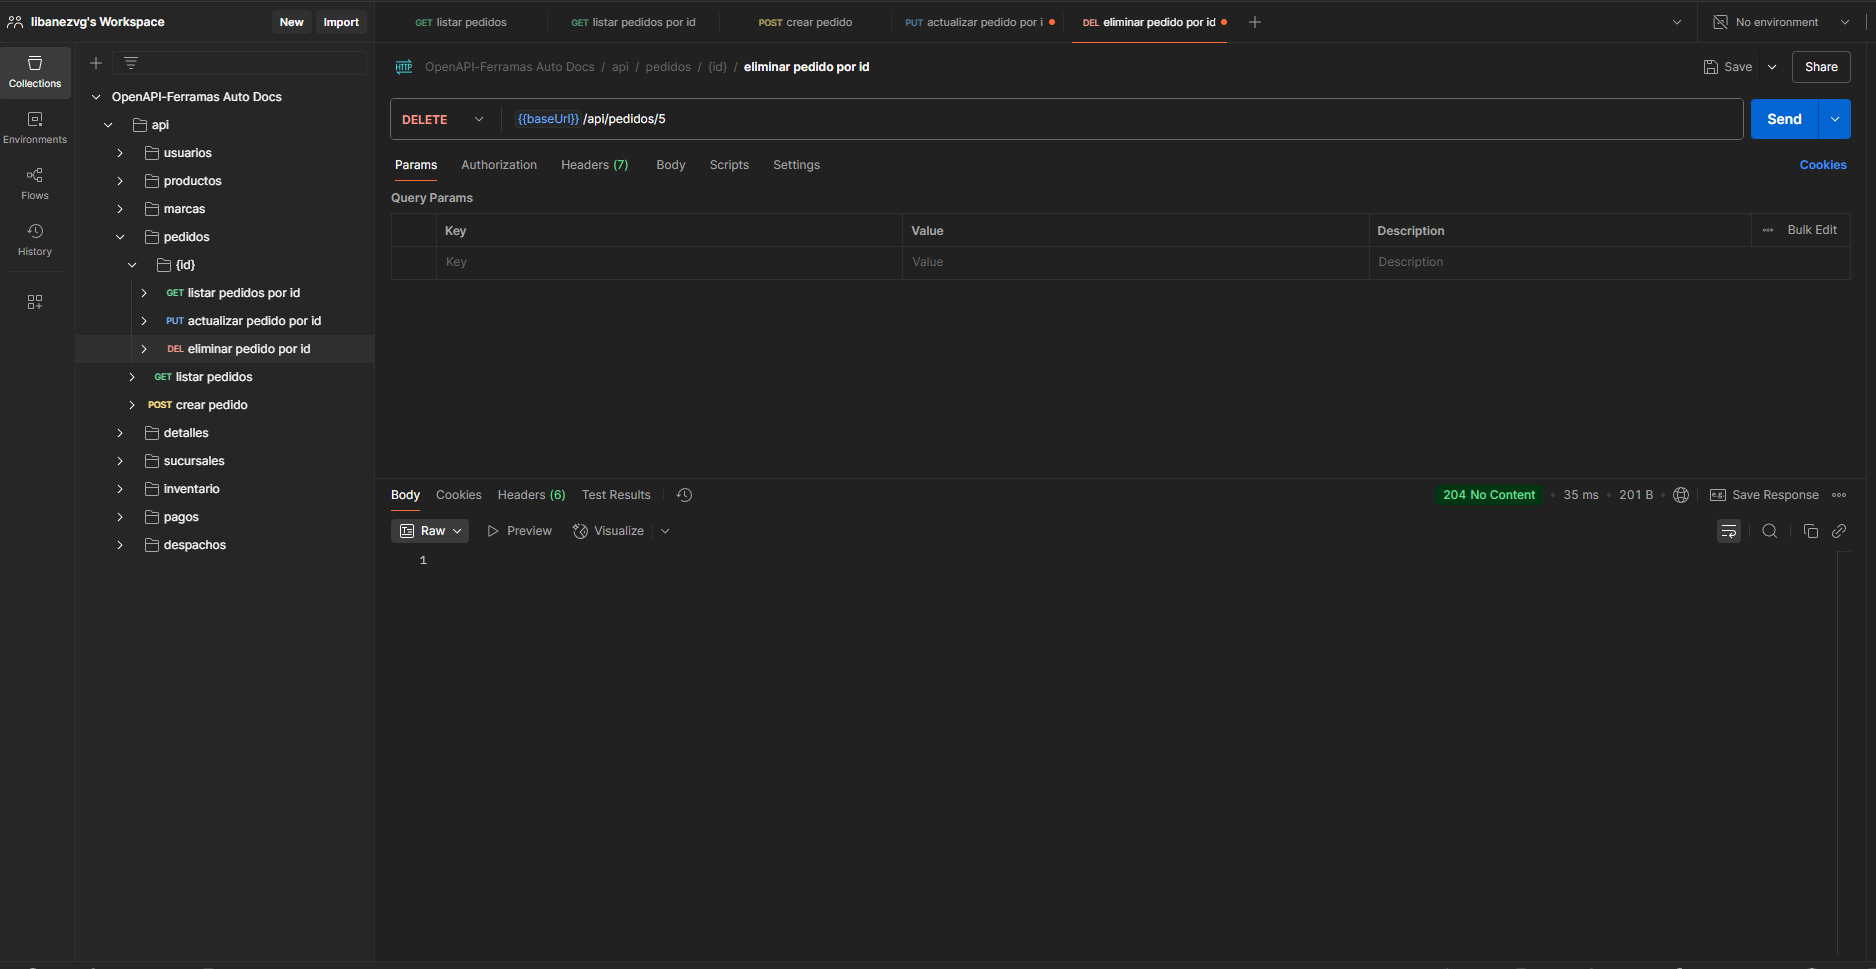 libanezvg's Workspace
New
Import
GET listar pedidos
GET listar pedidos por id
POST crear pedido
PUT actualizar pedido por i
DEL eliminar pedido por id
No environment
Collections
Environments
Flows
History
OpenAPI-Ferramas Auto Docs
api
usuarios
productos
marcas
pedidos
{id}
GET listar pedidos por id
PUT actualizar pedido por id
DEL eliminar pedido por id
GET listar pedidos
POST crear pedido
detalles
sucursales
inventario
pagos
despachos
HTTP OpenAPI-Ferramas Auto Docs / api / pedidos / {id} / eliminar pedido por id
Save
Share
DELETE
{{baseUrl}} /api/pedidos/5
Send
Params
Authorization
Headers (7)
Body
Scripts
Settings
Cookies
Query Params
Key
Value
Description
Bulk Edit
Key
Value
Description
Body
Cookies
Headers (6)
Test Results
204 No Content
35 ms
201 B
Save Response
Raw
Preview
Visualize
1